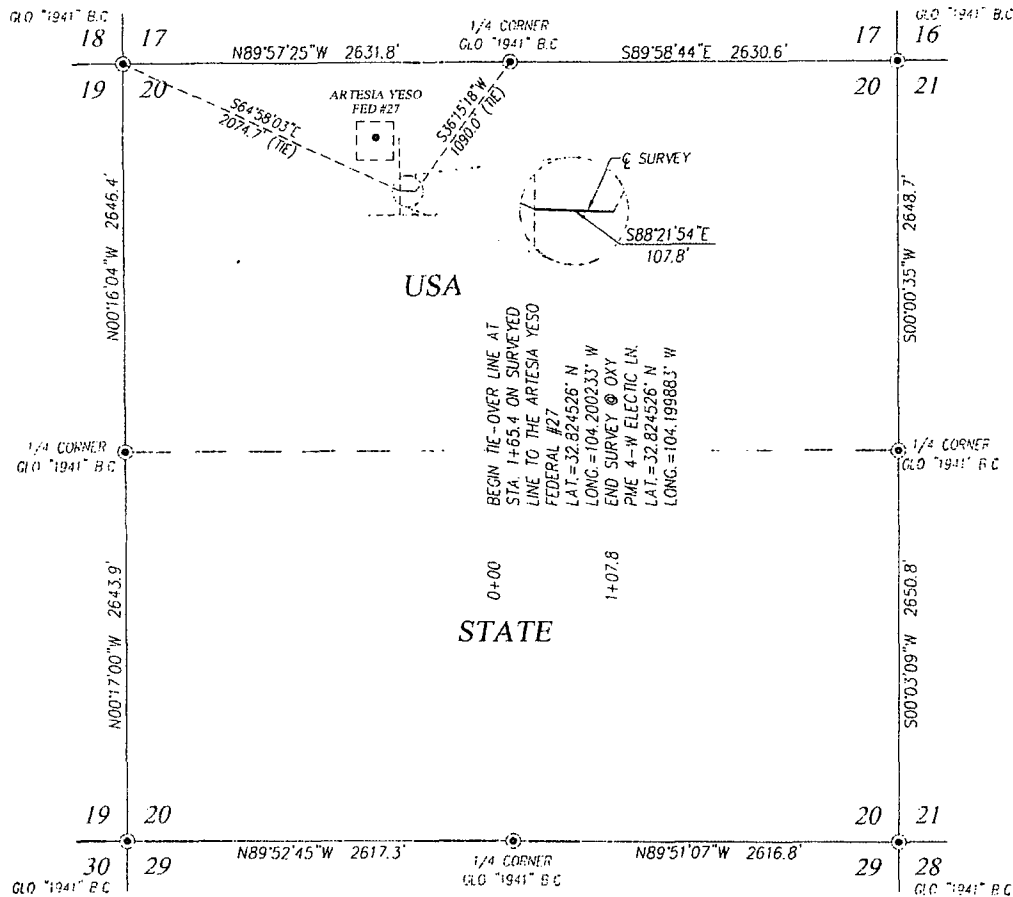 GLO "1941" B.C
GLO "1941" B.C
1/4 CORNER
GLO "1941" B.C
18 17
17 16
N89°57'25"W 2631.8'
S89°58'44"E 2630.6'
19 20
20 21
ARTESIA YESO
FED #27
S64°58'03"E
2074.7' (TIE)
S36°15'18"W
1090.0' (TIE)
℄ SURVEY
S88°21'54"E
107.8'
N00°16'04"W 2646.4'
S00°00'35"W 2648.7'
USA
0+00 BEGIN TIE-OVER LINE AT
STA. 1+65.4 ON SURVEYED
LINE TO THE ARTESIA YESO
FEDERAL #27
LAT.=32.824526° N
LONG.=104.200233° W
1+07.8 END SURVEY @ OXY
PME 4-W ELECTIC LN.
LAT.=32.824526° N
LONG.=104.199883° W
1/4 CORNER
GLO "1941" B.C
1/4 CORNER
GLO "1941" B.C
N00°17'00"W 2643.9'
S00°03'09"W 2650.8'
STATE
19 20
20 21
N89°52'45"W 2617.3'
N89°51'07"W 2616.8'
30 29
29 28
1/4 CORNER
GLO "1941" B.C
GLO "1941" B.C
GLO "1941" B.C